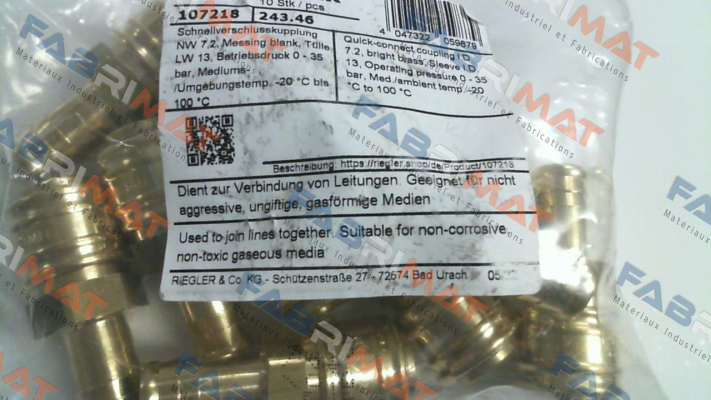 10 Stk / pcs
107218 243.46
4 047322 059879
Schnellverschlusskupplung
NW 7,2, Messing blank, Tülle
LW 13, Betriebsdruck 0 - 35
bar, Mediums-
/Umgebungstemp. -20 °C bis
100 °C
Quick-connect coupling I.D.
7.2, bright brass, Sleeve I.D.
13, Operating pressure 0 - 35
bar, Med./ambient temp. -20
°C to 100 °C
Beschreibung: https://riegler.shop/de/Product/107218
Dient zur Verbindung von Leitungen. Geeignet für nicht
aggressive, ungiftige, gasförmige Medien
Used to join lines together. Suitable for non-corrosive,
non-toxic gaseous media
RIEGLER & Co. KG - Schützenstraße 27 - 72574 Bad Urach
FABRIMAT
Matériaux Industriel et Fabrications